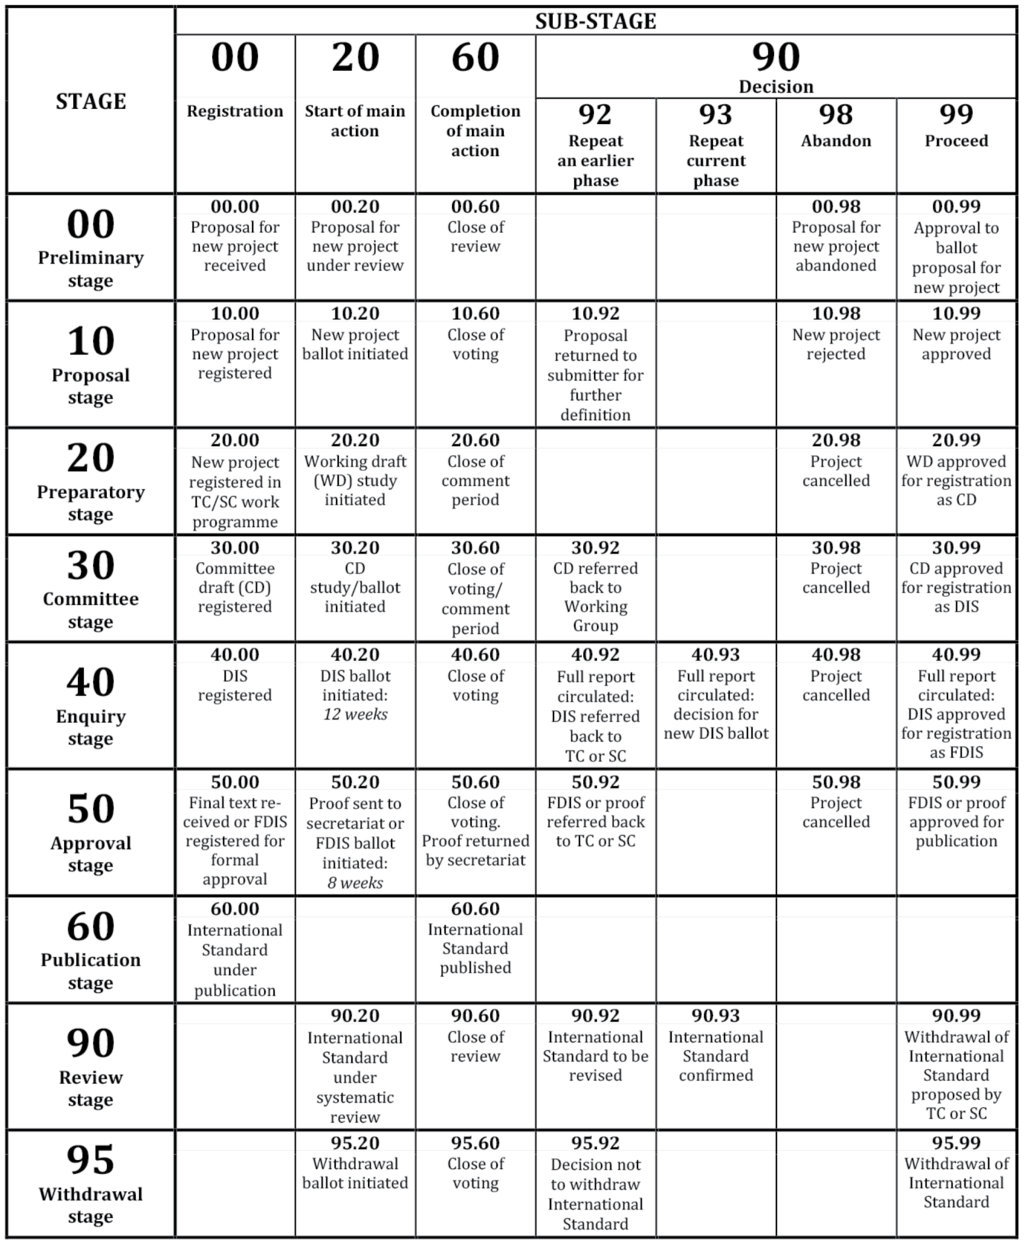 STAGE
SUB-STAGE
00
Registration
20
Start of main
action
60
Completion
of main
action
90
Decision
92
Repeat
an earlier
phase
93
Repeat
current
phase
98
Abandon
99
Proceed
00
Preliminary
stage
00.00
Proposal for
new project
received
00.20
Proposal for
new project
under review
00.60
Close of
review
00.98
Proposal for
new project
abandoned
00.99
Approval to
ballot
proposal for
new project
10
Proposal
stage
10.00
Proposal for
new project
registered
10.20
New project
ballot initiated
10.60
Close of
voting
10.92
Proposal
returned to
submitter for
further
definition
10.98
New project
rejected
10.99
New project
approved
20
Preparatory
stage
20.00
New project
registered in
TC/SC work
programme
20.20
Working draft
(WD) study
initiated
20.60
Close of
comment
period
20.98
Project
cancelled
20.99
WD approved
for registration
as CD
30
Committee
stage
30.00
Committee
draft (CD)
registered
30.20
CD
study/ballot
initiated
30.60
Close of
voting/
comment
period
30.92
CD referred
back to
Working
Group
30.98
Project
cancelled
30.99
CD approved
for registration
as DIS
40
Enquiry
stage
40.00
DIS
registered
40.20
DIS ballot
initiated:
12 weeks
40.60
Close of
voting
40.92
Full report
circulated:
DIS referred
back to
TC or SC
40.93
Full report
circulated:
decision for
new DIS ballot
40.98
Project
cancelled
40.99
Full report
circulated:
DIS approved
for registration
as FDIS
50
Approval
stage
50.00
Final text re-
ceived or FDIS
registered for
formal
approval
50.20
Proof sent to
secretariat or
FDIS ballot
initiated:
8 weeks
50.60
Close of
voting.
Proof returned
by secretariat
50.92
FDIS or proof
referred back
to TC or SC
50.98
Project
cancelled
50.99
FDIS or proof
approved for
publication
60
Publication
stage
60.00
International
Standard
under
publication
60.60
International
Standard
published
90
Review
stage
90.20
International
Standard
under
systematic
review
90.60
Close of
review
90.92
International
Standard to be
revised
90.93
International
Standard
confirmed
90.99
Withdrawal of
International
Standard
proposed by
TC or SC
95
Withdrawal
stage
95.20
Withdrawal
ballot initiated
95.60
Close of
voting
95.92
Decision not
to withdraw
International
Standard
95.99
Withdrawal of
International
Standard